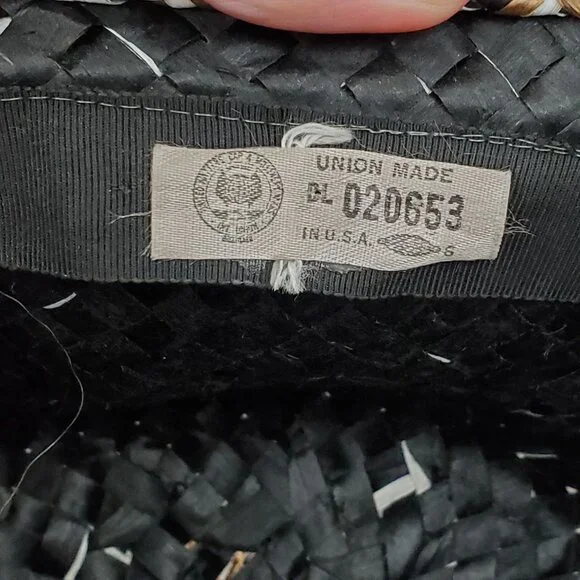 UNION MADE
DL 020653
IN U.S.A. S